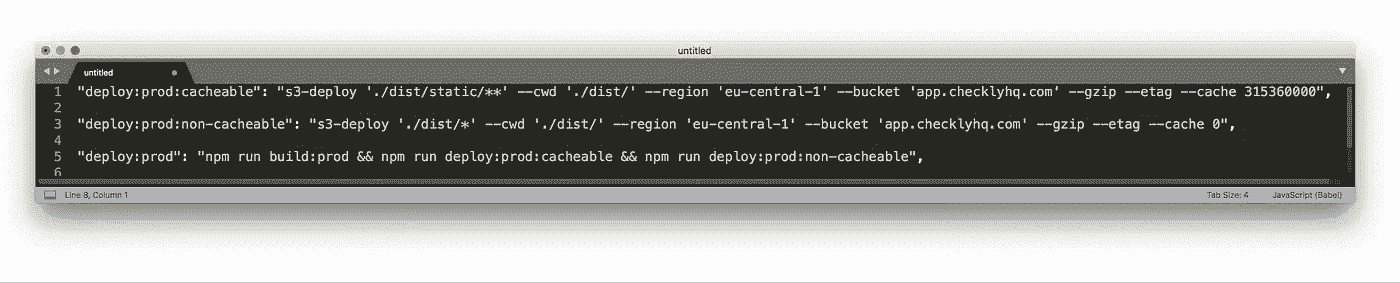 untitled
untitled
1 "deploy:prod:cacheable": "s3-deploy './dist/static/**' --cwd './dist/' --region 'eu-central-1' --bucket 'app.checklyhq.com' --gzip --etag --cache 315360000",
2
3 "deploy:prod:non-cacheable": "s3-deploy './dist/*' --cwd './dist/' --region 'eu-central-1' --bucket 'app.checklyhq.com' --gzip --etag --cache 0",
4
5 "deploy:prod": "npm run build:prod && npm run deploy:prod:cacheable && npm run deploy:prod:non-cacheable",
6
Line 8, Column 1 Tab Size: 4 JavaScript (Babel)